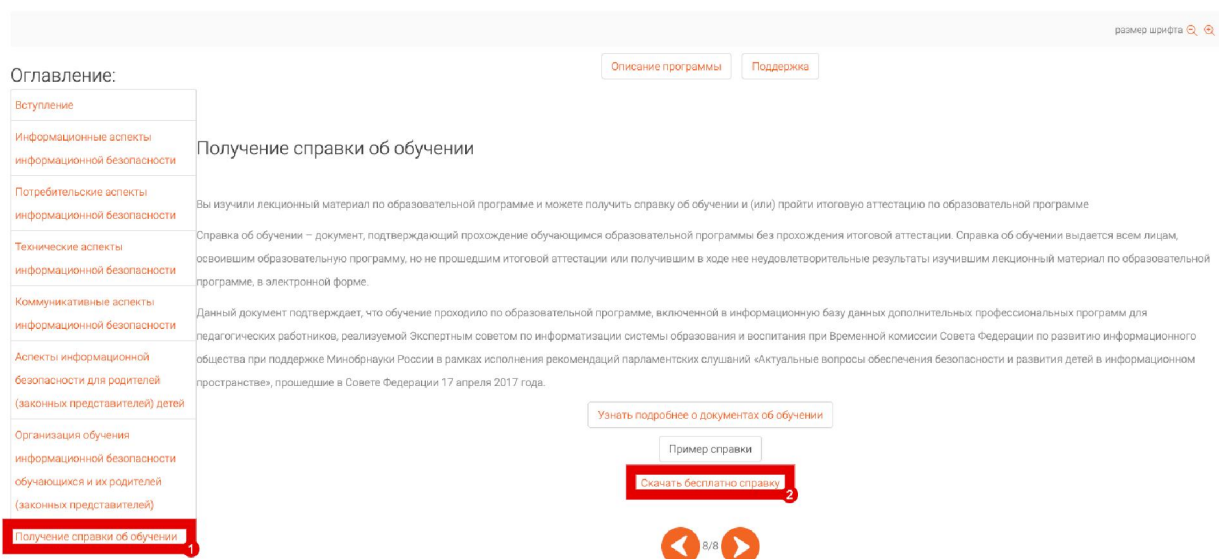 размер шрифта
Оглавление:
Вступление
Информационные аспекты
информационной безопасности
Потребительские аспекты
информационной безопасности
Технические аспекты
информационной безопасности
Коммуникативные аспекты
информационной безопасности
Аспекты информационной
безопасности для родителей
(законных представителей) детей
Организация обучения
информационной безопасности
обучающихся и их родителей
(законных представителей)
Получение справки об обучении
1
Описание программы
Поддержка
Получение справки об обучении
Вы изучили лекционный материал по образовательной программе и можете получить справку об обучении и (или) пройти итоговую аттестацию по образовательной программе
Справка об обучении – документ, подтверждающий прохождение обучающимся образовательной программы без прохождения итоговой аттестации. Справка об обучении выдается всем лицам,
освоившим образовательную программу, но не прошедшим итоговой аттестации или получившим в ходе нее неудовлетворительные результаты изучившим лекционный материал по образовательной
программе, в электронной форме.
Данный документ подтверждает, что обучение проходило по образовательной программе, включенной в информационную базу данных дополнительных профессиональных программ для
педагогических работников, реализуемой Экспертным советом по информатизации системы образования и воспитания при Временной комиссии Совета Федерации по развитию информационного
общества при поддержке Минобрнауки России в рамках исполнения рекомендаций парламентских слушаний «Актуальные вопросы обеспечения безопасности и развития детей в информационном
пространстве», прошедшие в Совете Федерации 17 апреля 2017 года.
Узнать подробнее о документах об обучении
Пример справки
Скачать бесплатно справку
2
8/8